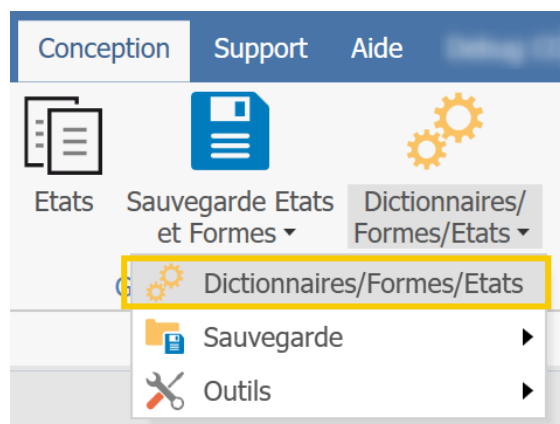 Conception Support Aide
Etats
Sauvegarde Etats
et Formes
Dictionnaires/
Formes/Etats
Dictionnaires/Formes/Etats
Sauvegarde
Outils